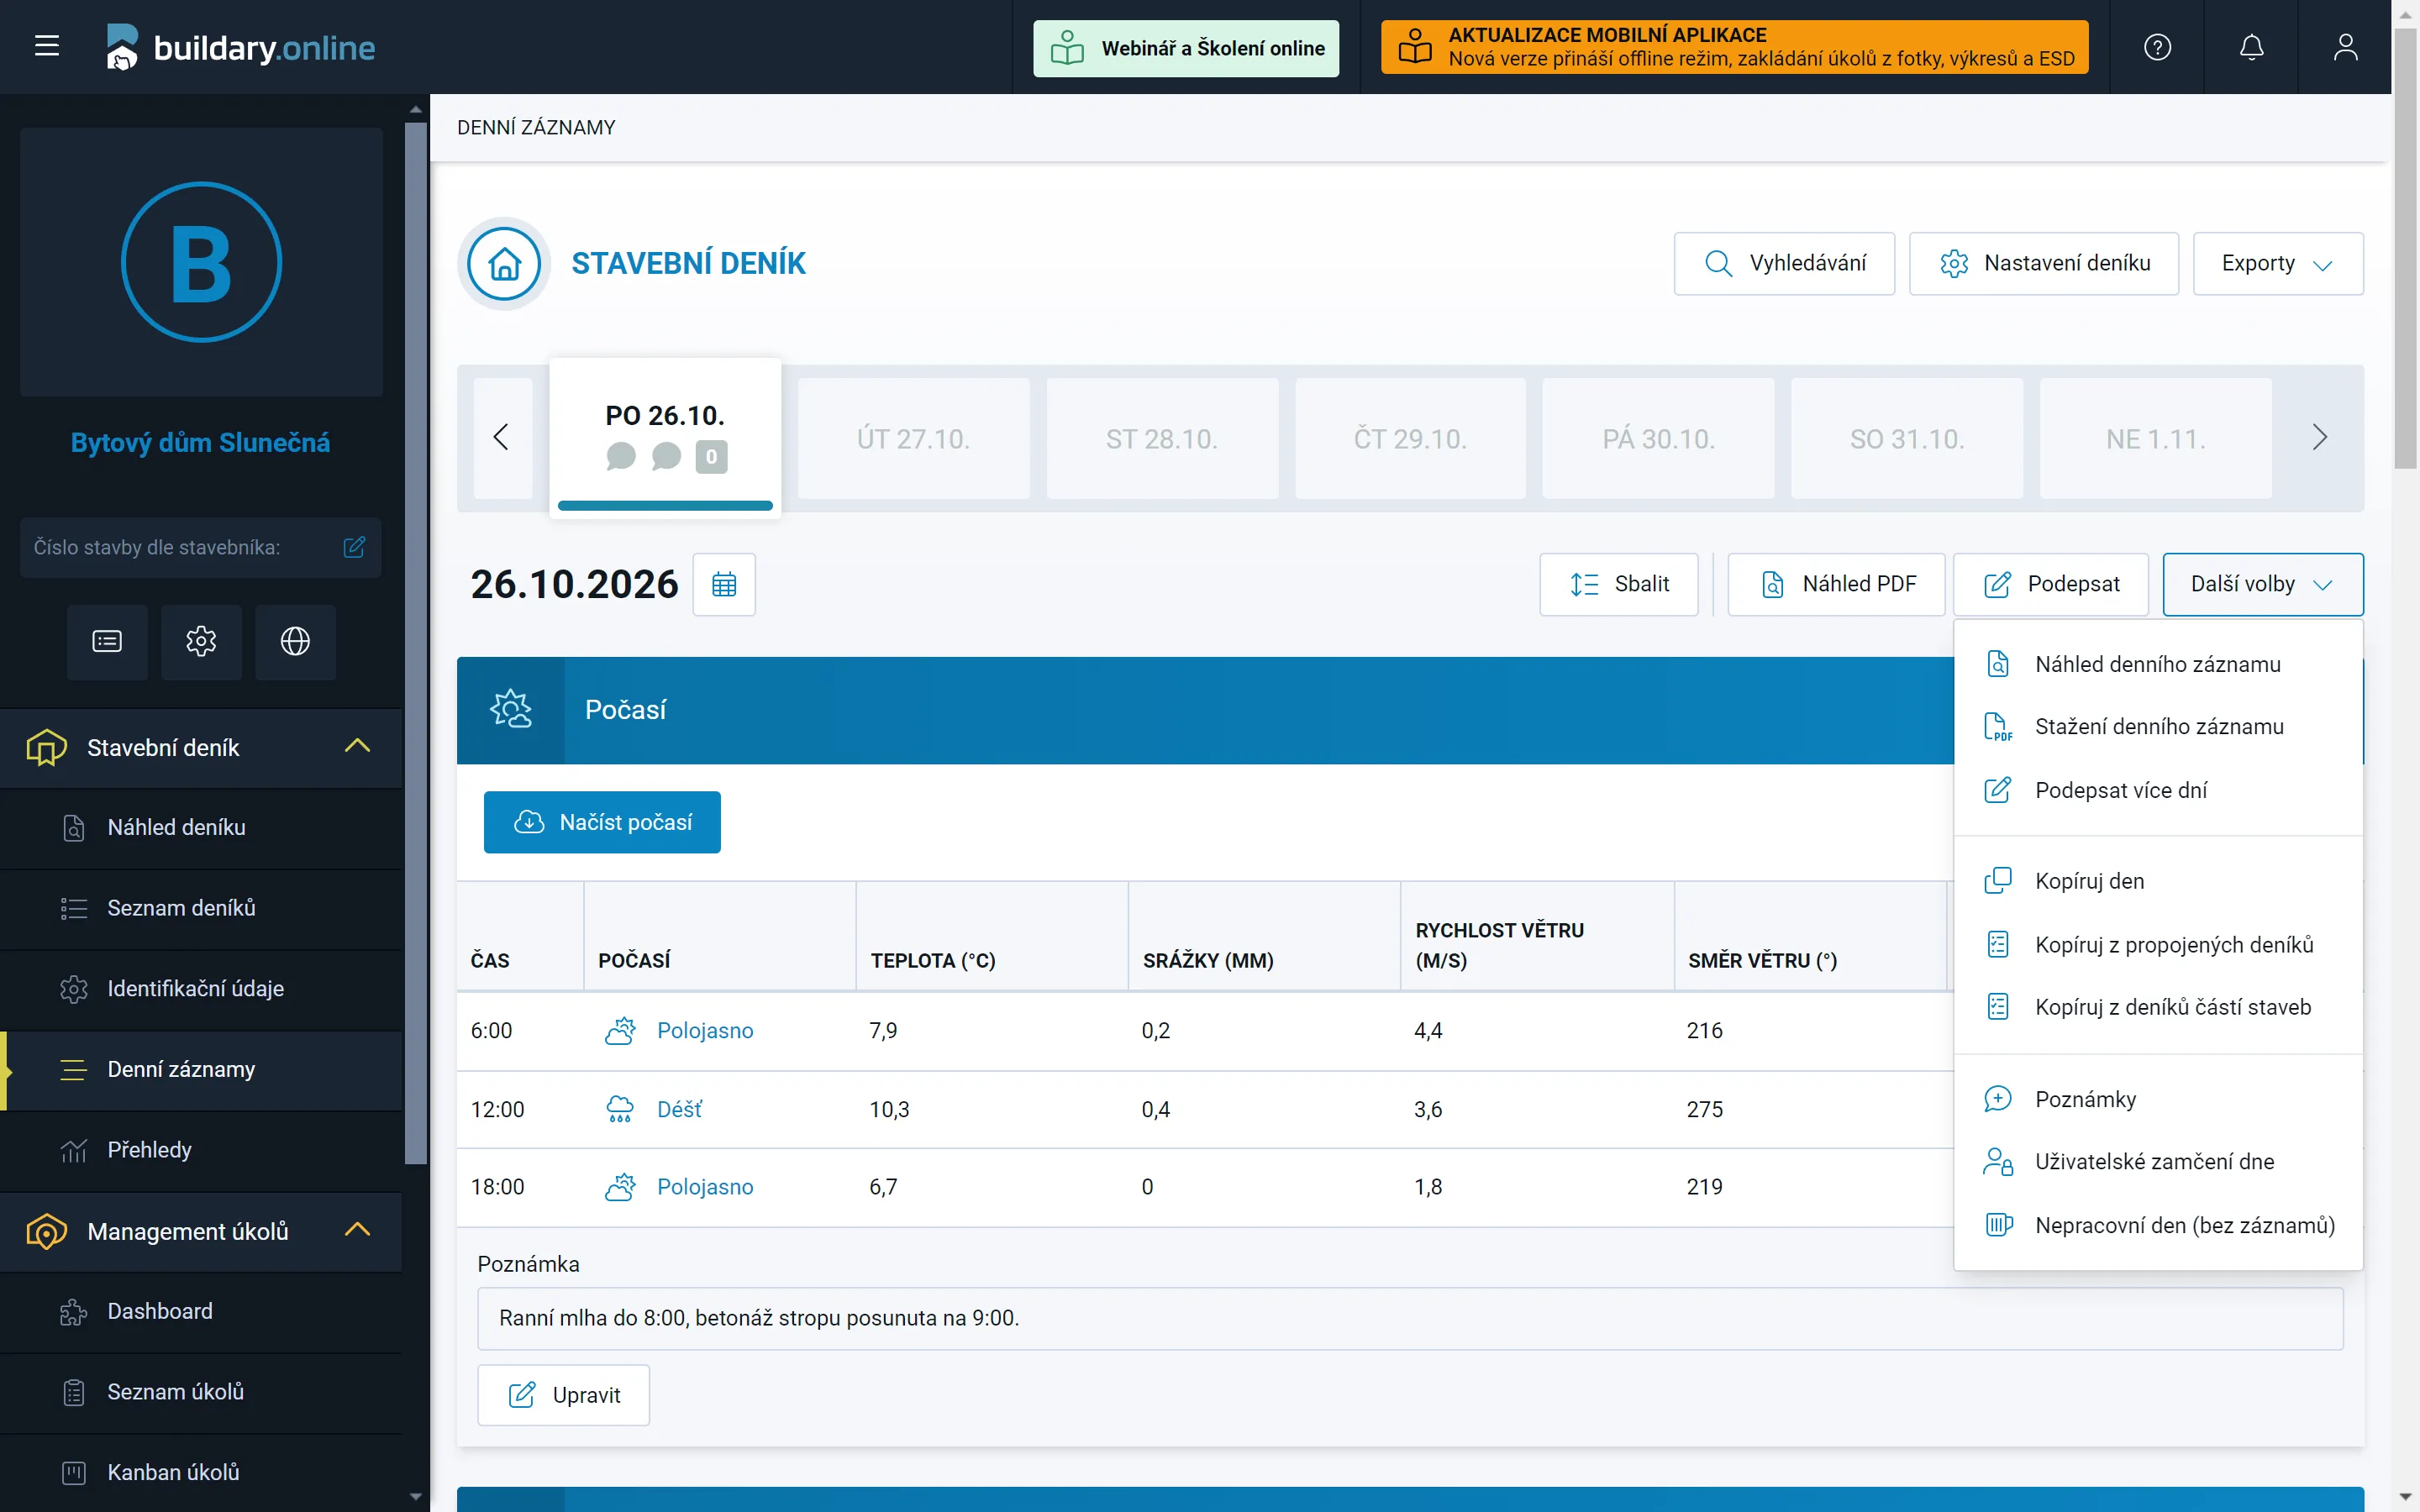 buildary.online
Webinář a Školení online
AKTUALIZACE MOBILNÍ APLIKACE
Nová verze přináší offline režim, zakládání úkolů z fotky, výkresů a ESD
B
Bytový dům Slunečná
Číslo stavby dle stavebníka:
Stavební deník
Náhled deníku
Seznam deníků
Identifikační údaje
Denní záznamy
Přehledy
Management úkolů
Dashboard
Seznam úkolů
Kanban úkolů
DENNÍ ZÁZNAMY
STAVEBNÍ DENÍK
Vyhledávání
Nastavení deníku
Exporty
PO 26.10.
0
ÚT 27.10.
ST 28.10.
ČT 29.10.
PÁ 30.10.
SO 31.10.
NE 1.11.
26.10.2026
Sbalit
Náhled PDF
Podepsat
Další volby
Náhled denního záznamu
PDF
Stažení denního záznamu
Podepsat více dní
Kopíruj den
Kopíruj z propojených deníků
Kopíruj z deníků částí staveb
Poznámky
Uživatelské zamčení dne
Nepracovní den (bez záznamů)
Počasí
Načíst počasí
ČAS POČASÍ TEPLOTA (°C) SRÁŽKY (MM) RYCHLOST VĚTRU (M/S) SMĚR VĚTRU (°)
6:00 Polojasno 7,9 0,2 4,4 216
12:00 Déšť 10,3 0,4 3,6 275
18:00 Polojasno 6,7 0 1,8 219
Poznámka
Ranní mlha do 8:00, betonáž stropu posunuta na 9:00.
Upravit